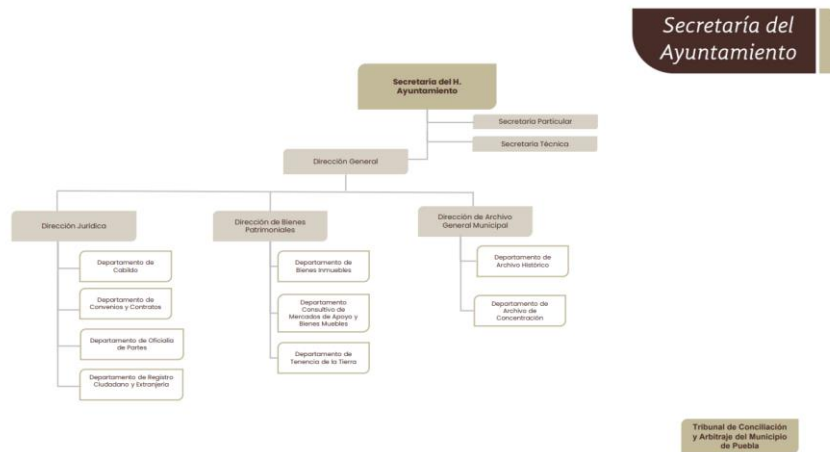 Secretaría del
Ayuntamiento
Secretaría del H.
Ayuntamiento
Secretaría Particular
Secretaría Técnica
Dirección General
Dirección Jurídica
Dirección de Bienes
Patrimoniales
Dirección de Archivo
General Municipal
Departamento de
Cabildo
Departamento de
Convenios y Contratos
Departamento de Oficialía
de Partes
Departamento de Registro
Ciudadano y Extranjería
Departamento de
Bienes Inmuebles
Departamento
Consultivo de
Mercados de Apoyo y
Bienes Muebles
Departamento de
Tenencia de la Tierra
Departamento de
Archivo Histórico
Departamento de
Archivo de
Concentración
Tribunal de Conciliación
y Arbitraje del Municipio
de Puebla